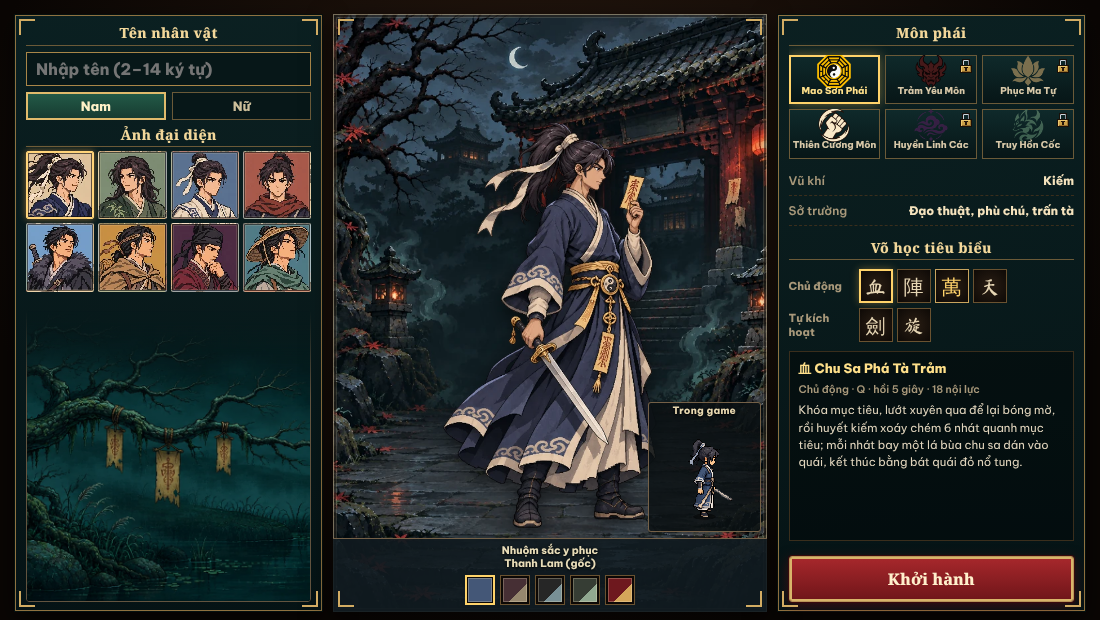 Tên nhân vật
Nhập tên (2–14 ký tự)
Nam
Nữ
Ảnh đại diện
Trong game
Nhuộm sắc y phục
Thanh Lam (gốc)
Môn phái
Mao Sơn Phái
Trảm Yêu Môn
Phục Ma Tự
Thiên Cương Môn
Huyền Linh Các
Truy Hồn Cốc
Vũ khí
Kiếm
Sở trường
Đạo thuật, phù chú, trấn tà
Võ học tiêu biểu
Chủ động
血 陣 萬 天
Tự kích
hoạt
劍 旋
血 Chu Sa Phá Tà Trảm
Chủ động · Q · hồi 5 giây · 18 nội lực
Khóa mục tiêu, lướt xuyên qua để lại bóng mờ,
rồi huyết kiếm xoáy chém 6 nhát quanh mục
tiêu; mỗi nhát bay một lá bùa chu sa dán vào
quái, kết thúc bằng bát quái đỏ nổ tung.
Khởi hành